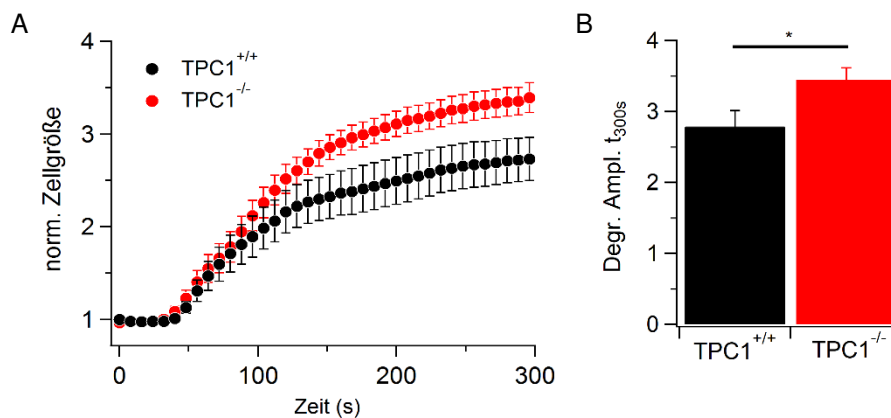 A
norm. Zellgröße
4
3
2
1
TPC1+/+
TPC1-/-
0
100
200
300
Zeit (s)
B
Degr. Ampl. t300s
4
3
2
1
0
*
TPC1+/+
TPC1-/-